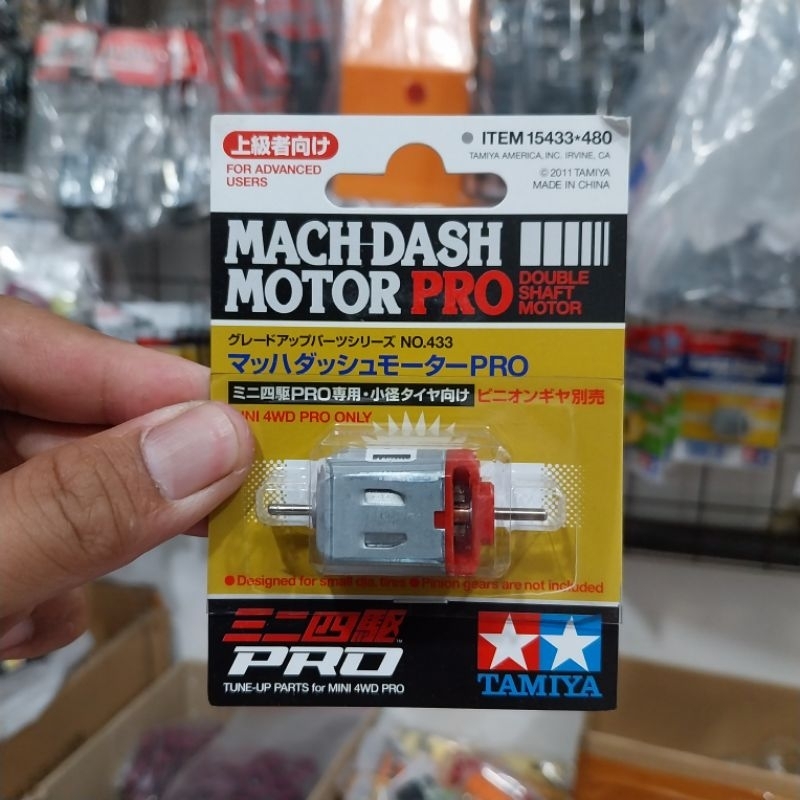 上級者向け
FOR ADVANCED
USERS
ITEM 15433*480
TAMIYA AMERICA, INC. IRVINE, CA
© 2011 TAMIYA
MADE IN CHINA
MACH-DASH
MOTOR PRO
DOUBLE
SHAFT
MOTOR
グレードアップパーツシリーズ NO.433
マッハダッシュモーターPRO
ミニ四駆PRO専用・小径タイヤ向け ピニオンギヤ別売
MINI 4WD PRO ONLY
● Designed for small dia. tires ● Pinion gears are not included
ミニ四駆
PRO
TM
TUNE-UP PARTS for MINI 4WD PRO
TAMIYA